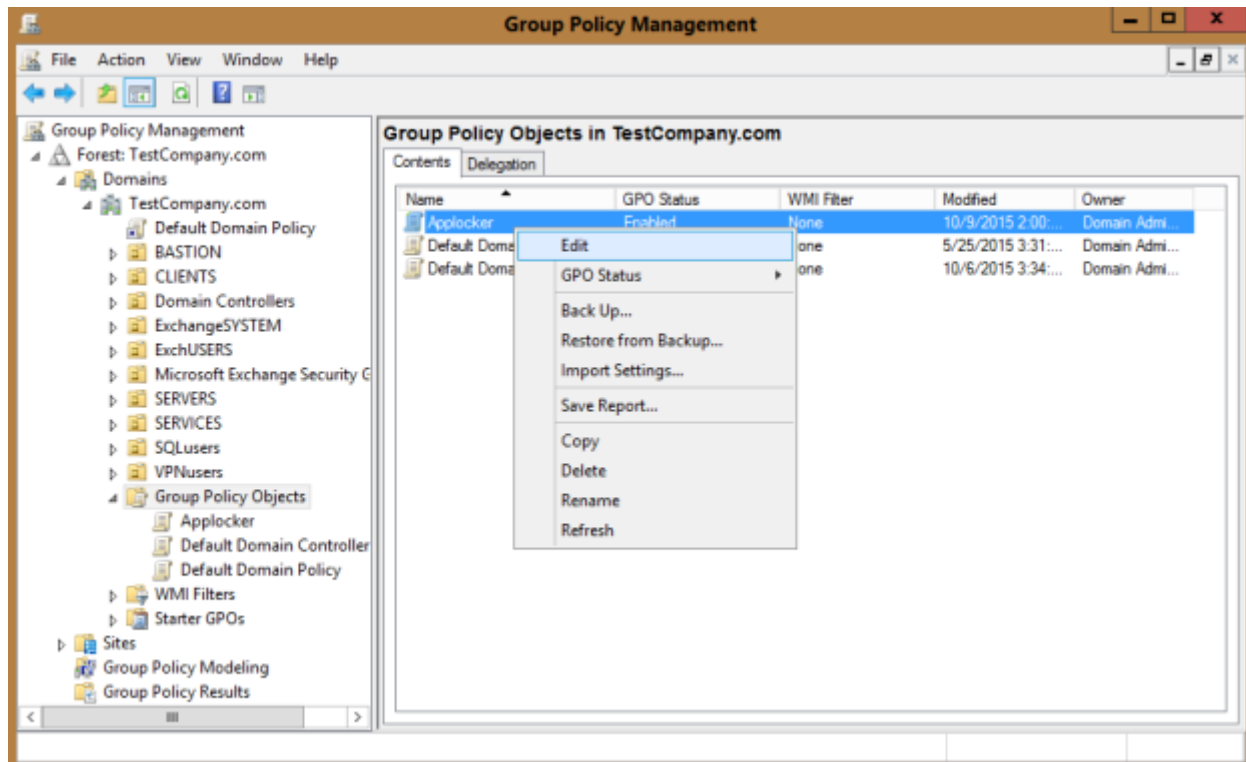 Group Policy Management
File Action View Window Help
Group Policy Management
Forest: TestCompany.com
Domains
TestCompany.com
Default Domain Policy
BASTION
CLIENTS
Domain Controllers
ExchangeSYSTEM
ExchUSERS
Microsoft Exchange Security G
SERVERS
SERVICES
SQLusers
VPNusers
Group Policy Objects
Applocker
Default Domain Controller
Default Domain Policy
WMI Filters
Starter GPOs
Sites
Group Policy Modeling
Group Policy Results
Group Policy Objects in TestCompany.com
Contents Delegation
Name GPO Status WMI Filter Modified Owner
Applocker Enabled None 10/9/2015 2:00:... Domain Admi...
Default Doma one 5/25/2015 3:31:... Domain Admi...
Default Doma one 10/6/2015 3:34:... Domain Admi...
Edit
GPO Status
Back Up...
Restore from Backup...
Import Settings...
Save Report...
Copy
Delete
Rename
Refresh